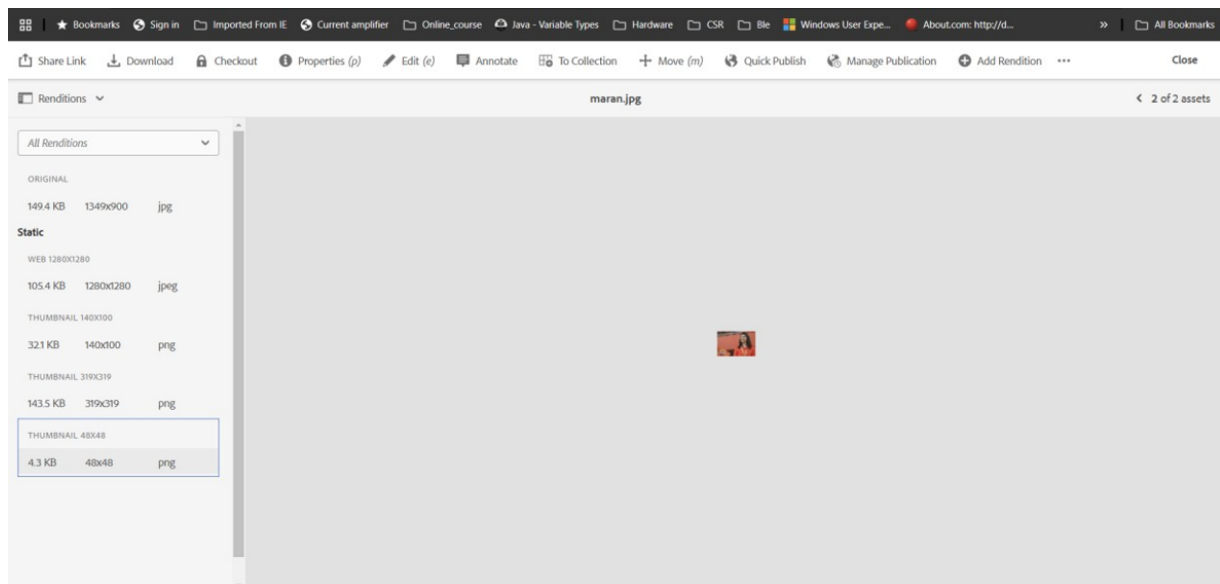 Bookmarks Sign in Imported From IE Current amplifier Online_course Java - Variable Types Hardware CSR Ble Windows User Expe... About.com: http://d... » All Bookmarks
Share Link Download Checkout Properties (p) Edit (e) Annotate To Collection Move (m) Quick Publish Manage Publication Add Rendition ... Close
Renditions maran.jpg 2 of 2 assets
All Renditions
ORIGINAL
149.4 KB 1349x900 jpg
Static
WEB 1280X1280
105.4 KB 1280x1280 jpeg
THUMBNAIL 140X100
32.1 KB 140x100 png
THUMBNAIL 319X319
143.5 KB 319x319 png
THUMBNAIL 48X48
4.3 KB 48x48 png